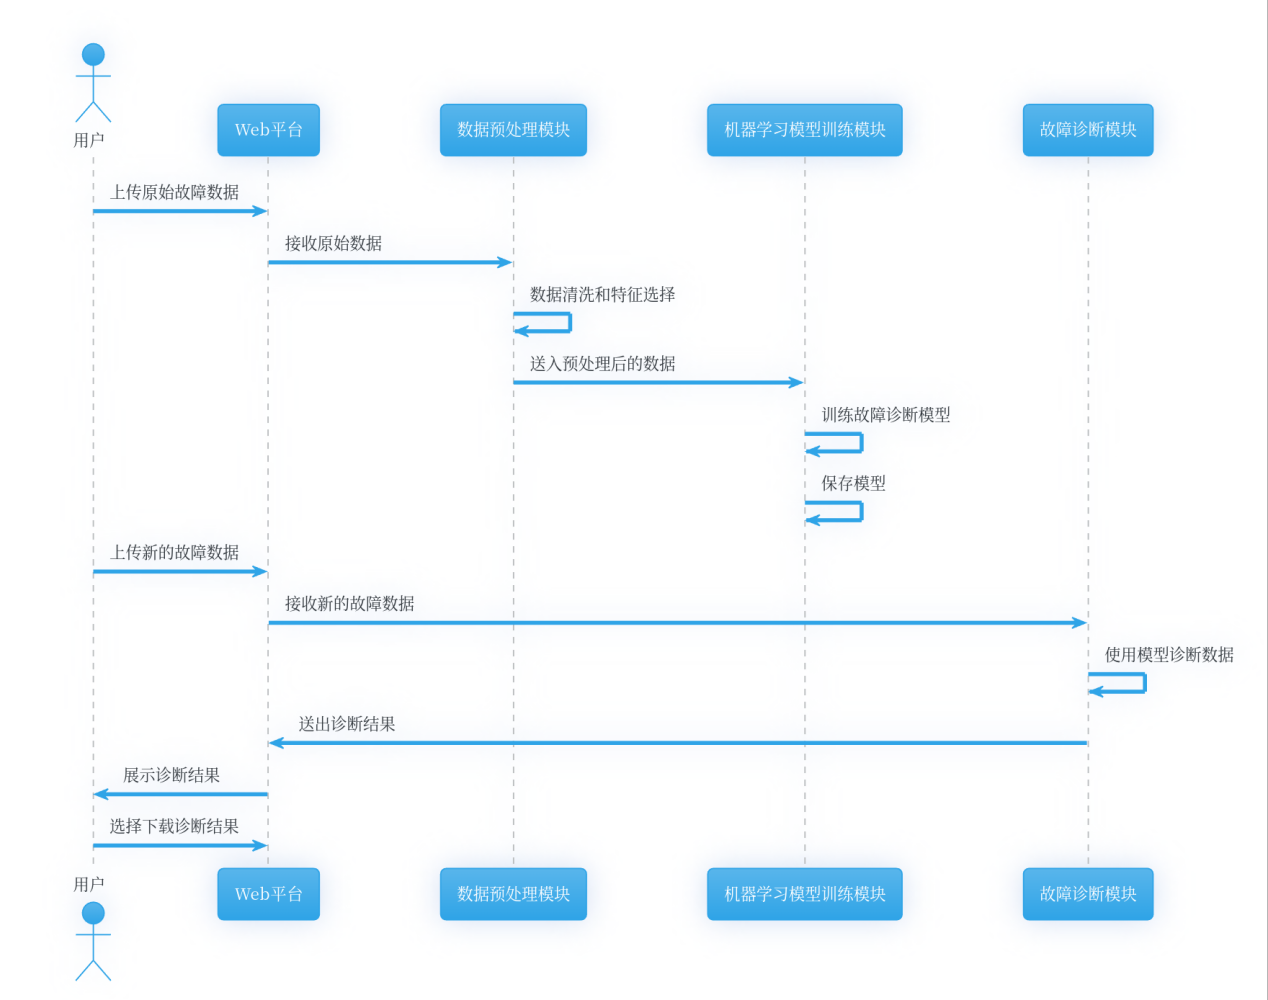 用户
Web平台
数据预处理模块
机器学习模型训练模块
故障诊断模块
上传原始故障数据
接收原始数据
数据清洗和特征选择
送入预处理后的数据
训练故障诊断模型
保存模型
上传新的故障数据
接收新的故障数据
使用模型诊断数据
送出诊断结果
展示诊断结果
选择下载诊断结果
用户
Web平台
数据预处理模块
机器学习模型训练模块
故障诊断模块